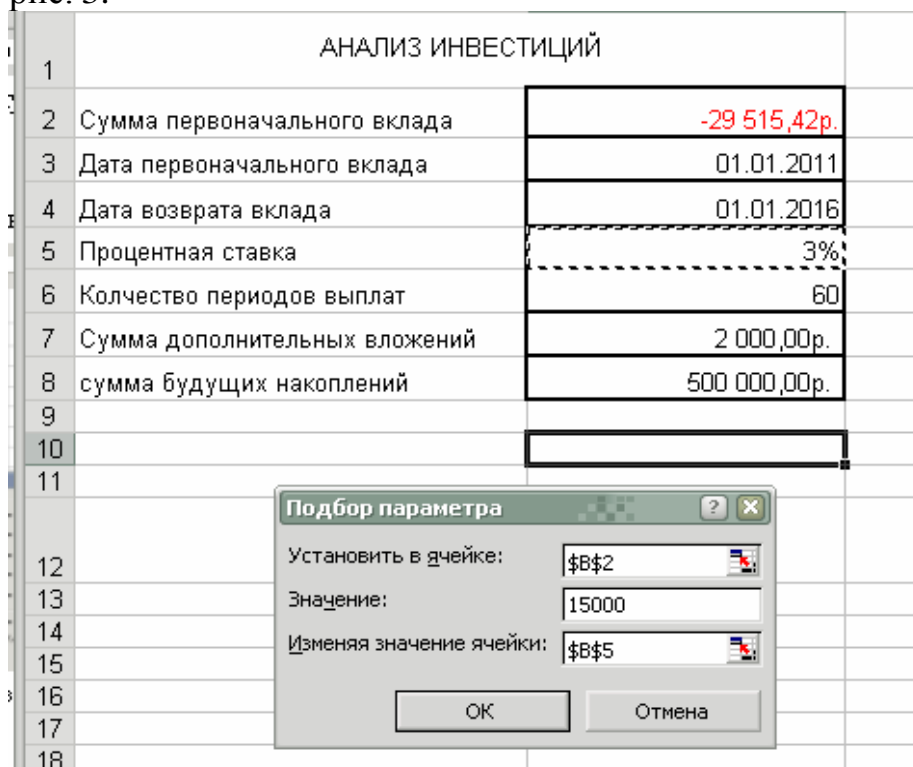 рис. 3.
1 АНАЛИЗ ИНВЕСТИЦИЙ
2 Сумма первоначального вклада -29 515,42р.
3 Дата первоначального вклада 01.01.2011
4 Дата возврата вклада 01.01.2016
5 Процентная ставка 3%
6 Колчество периодов выплат 60
7 Сумма дополнительных вложений 2 000,00р.
8 сумма будущих накоплений 500 000,00р.
9
10
11
Подбор параметра
Установить в ячейке: $B$2
12
Значение: 15000
13
14
Изменяя значение ячейки: $B$5
15
16
ОК Отмена
17
18